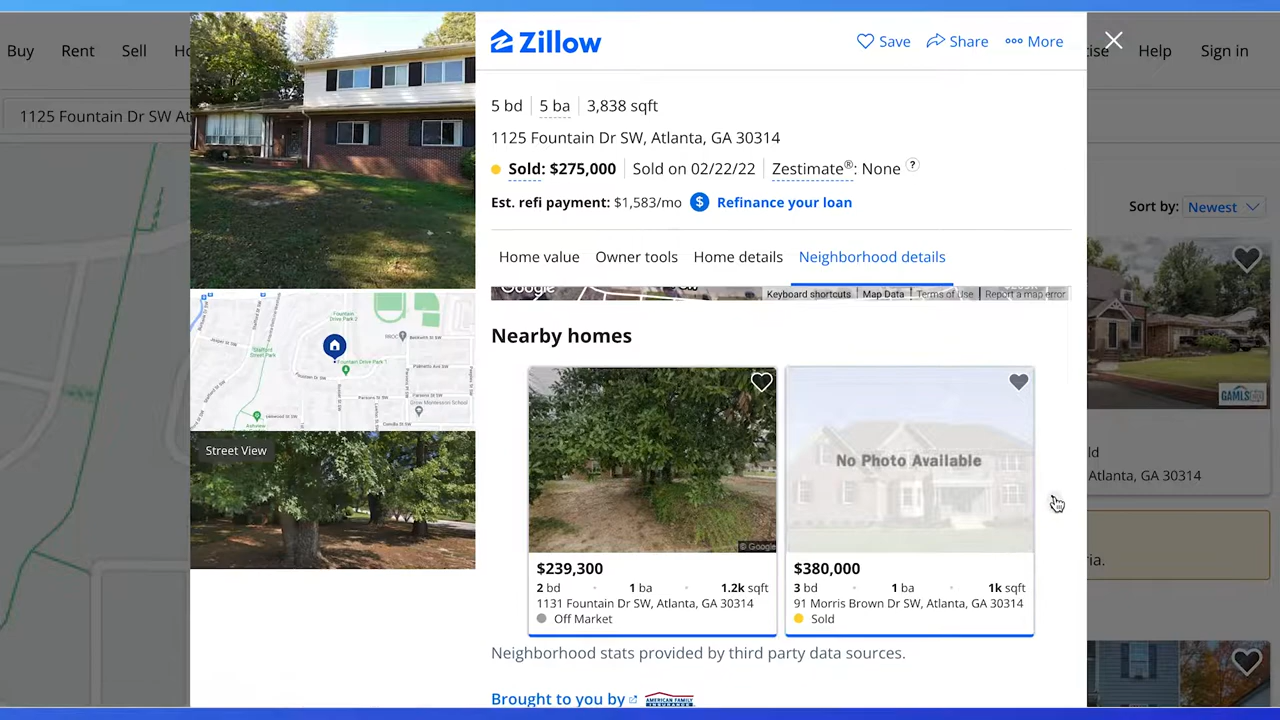 Buy Rent Sell
Help Sign in
1125 Fountain Dr SW At
Zillow
Save Share More
5 bd 5 ba 3,838 sqft
1125 Fountain Dr SW, Atlanta, GA 30314
Sold: $275,000 Sold on 02/22/22 Zestimate®: None ?
Est. refi payment: $1,583/mo $ Refinance your loan
Sort by: Newest
Home value Owner tools Home details Neighborhood details
Google
Keyboard shortcuts Map Data Terms of Use Report a map error
Nearby homes
Street View
No Photo Available
© Google
$239,300
2 bd 1 ba 1.2k sqft
1131 Fountain Dr SW, Atlanta, GA 30314
Off Market
$380,000
3 bd 1 ba 1k sqft
91 Morris Brown Dr SW, Atlanta, GA 30314
Sold
GAMLS
Atlanta, GA 30314
Neighborhood stats provided by third party data sources.
Brought to you by AMERICAN FAMILY
INSURANCE